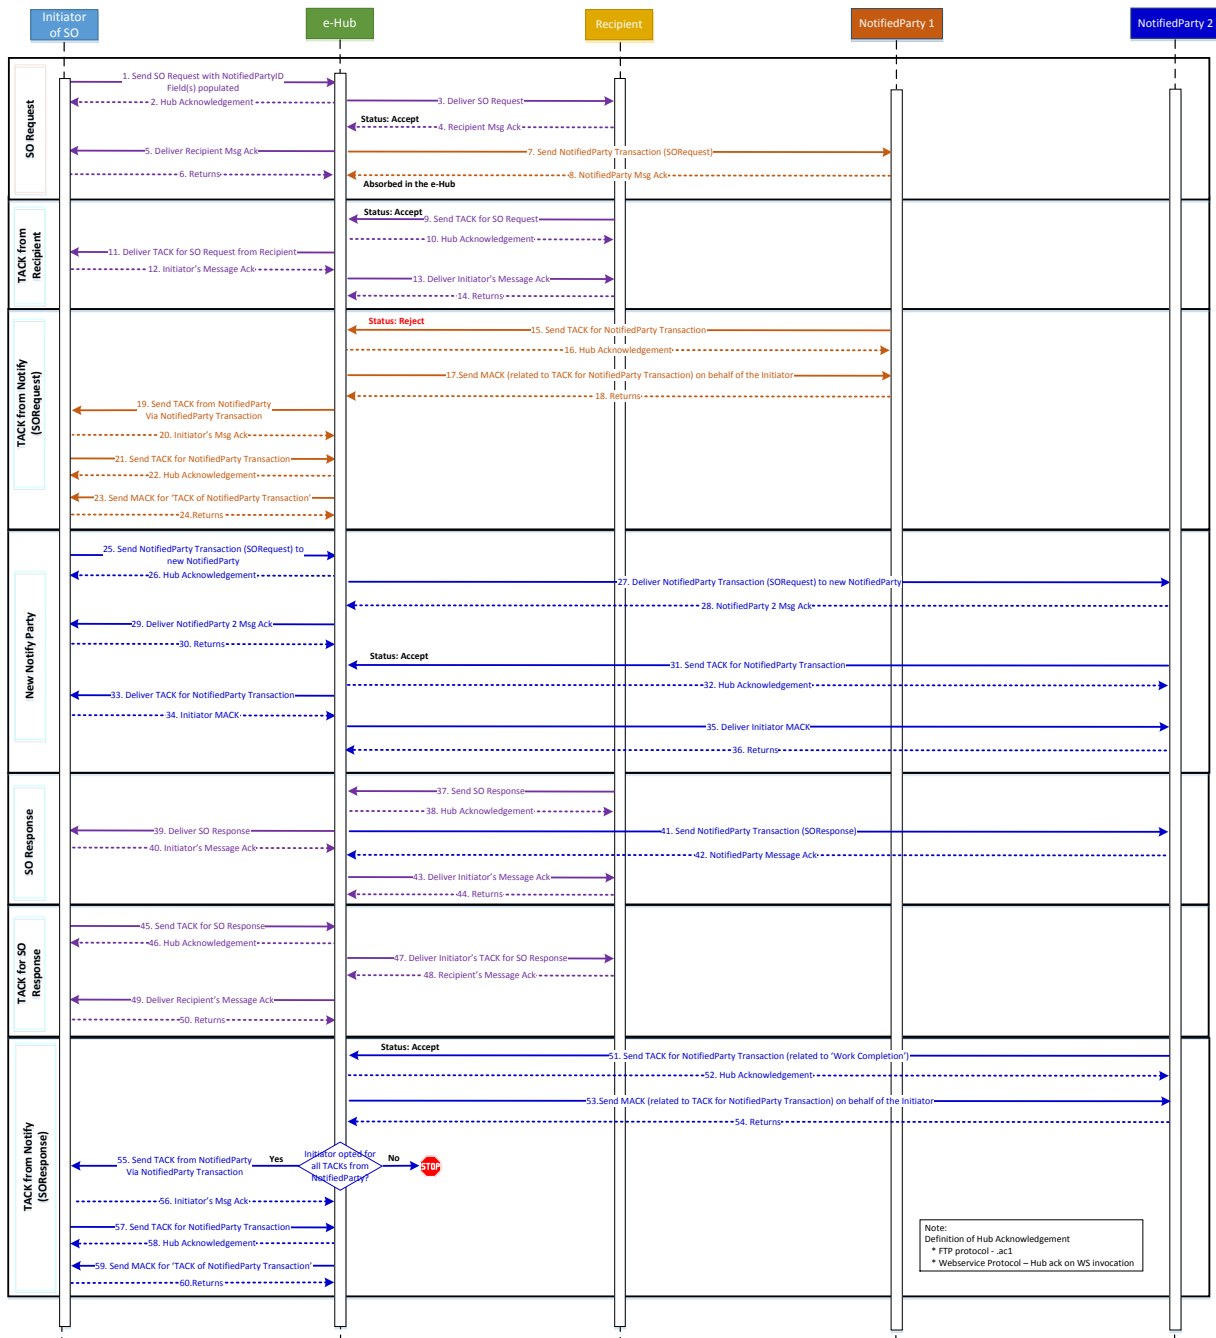 Initiator
of SO
e-Hub
Recipient
NotifiedParty 1
NotifiedParty 2
SO Request
1. Send SO Request with NotifiedPartyID
Field(s) populated
2. Hub Acknowledgement
3. Deliver SO Request
Status: Accept
4. Recipient Msg Ack
5. Deliver Recipient Msg Ack
7. Send NotifiedParty Transaction (SORequest)
6. Returns
8. NotifiedParty Msg Ack
Absorbed in the e-Hub
TACK from
Recipient
Status: Accept
9. Send TACK for SO Request
10. Hub Acknowledgement
11. Deliver TACK for SO Request from Recipient
12. Initiator's Message Ack
13. Deliver Initiator's Message Ack
14. Returns
TACK from Notify
(SORequest)
Status: Reject
15. Send TACK for NotifiedParty Transaction
16. Hub Acknowledgement
17.Send MACK (related to TACK for NotifiedParty Transaction) on behalf of the Initiator
18. Returns
19. Send TACK from NotifiedParty
Via NotifiedParty Transaction
20. Initiator's Msg Ack
21. Send TACK for NotifiedParty Transaction
22. Hub Acknowledgement
23. Send MACK for 'TACK of NotifiedParty Transaction'
24.Returns
New Notify Party
25. Send NotifiedParty Transaction (SORequest) to
new NotifiedParty
26. Hub Acknowledgement
27. Deliver NotifiedParty Transaction (SORequest) to new NotifiedParty
28. NotifiedParty 2 Msg Ack
29. Deliver NotifiedParty 2 Msg Ack
30. Returns
Status: Accept
31. Send TACK for NotifiedParty Transaction
32. Hub Acknowledgement
33. Deliver TACK for NotifiedParty Transaction
34. Initiator MACK
35. Deliver Initiator MACK
36. Returns
SO Response
37. Send SO Response
38. Hub Acknowledgement
39. Deliver SO Response
41. Send NotifiedParty Transaction (SOResponse)
40. Initiator's Message Ack
42. NotifiedParty Message Ack
43. Deliver Initiator's Message Ack
44. Returns
TACK for SO
Response
45. Send TACK for SO Response
46. Hub Acknowledgement
47. Deliver Initiator's TACK for SO Response
48. Recipient's Message Ack
49. Deliver Recipient's Message Ack
50. Returns
TACK from Notify
(SOResponse)
Status: Accept
51. Send TACK for NotifiedParty Transaction (related to 'Work Completion')
52. Hub Acknowledgement
53.Send MACK (related to TACK for NotifiedParty Transaction) on behalf of the Initiator
54. Returns
Initiator opted for
all TACKs from
NotifiedParty?
Yes
No
STOP
55. Send TACK from NotifiedParty
Via NotifiedParty Transaction
56. Initiator's Msg Ack
57. Send TACK for NotifiedParty Transaction
58. Hub Acknowledgement
59. Send MACK for 'TACK of NotifiedParty Transaction'
60.Returns
Note:
Definition of Hub Acknowledgement
* FTP protocol - .ac1
* Webservice Protocol – Hub ack on WS invocation